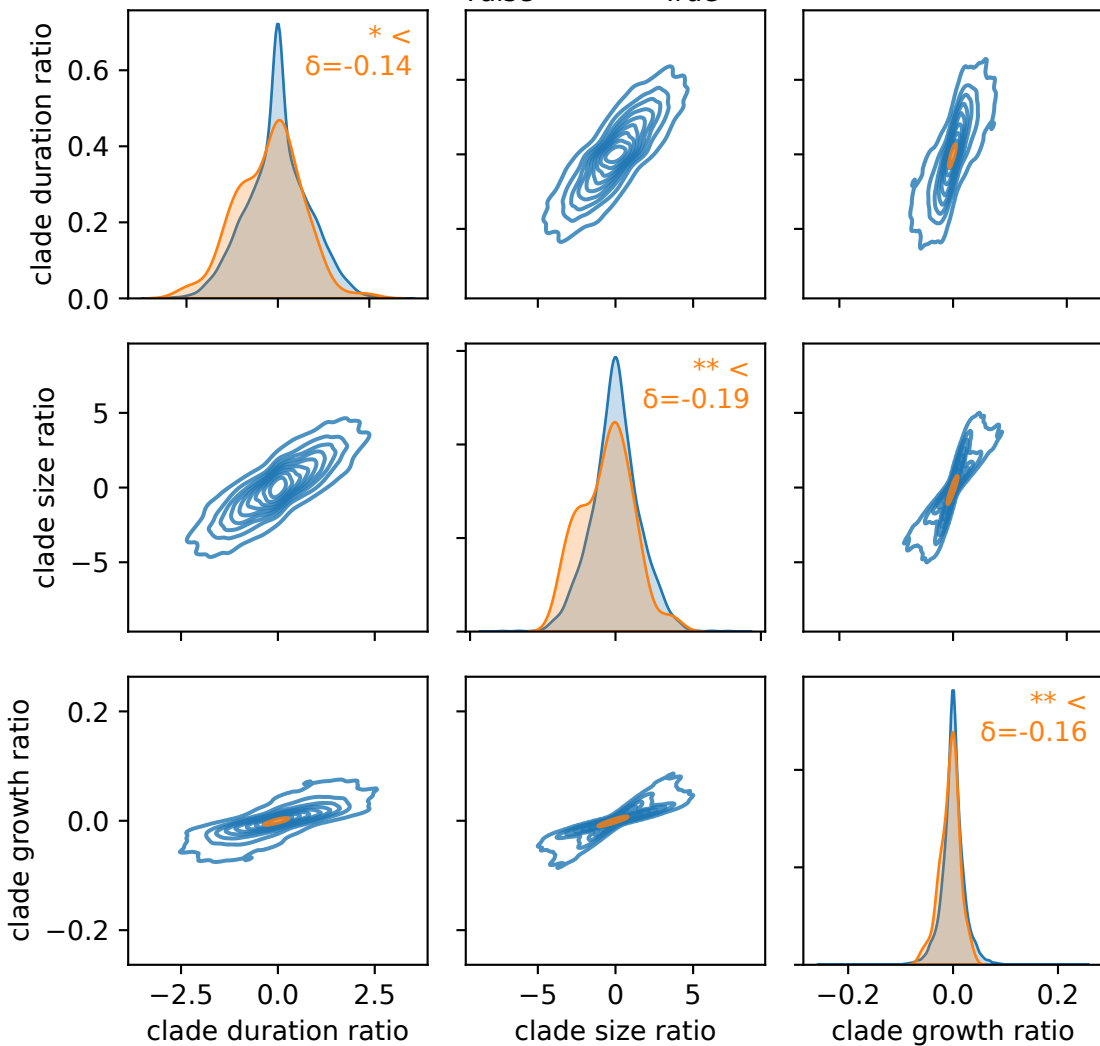 * <
δ=-0.14
clade duration ratio
0.6
0.4
0.2
0.0
** <
δ=-0.19
clade size ratio
5
0
−5
** <
δ=-0.16
clade growth ratio
0.2
0.0
−0.2
−2.5 0.0 2.5
−5 0 5
−0.2 0.0 0.2
clade duration ratio
clade size ratio
clade growth ratio